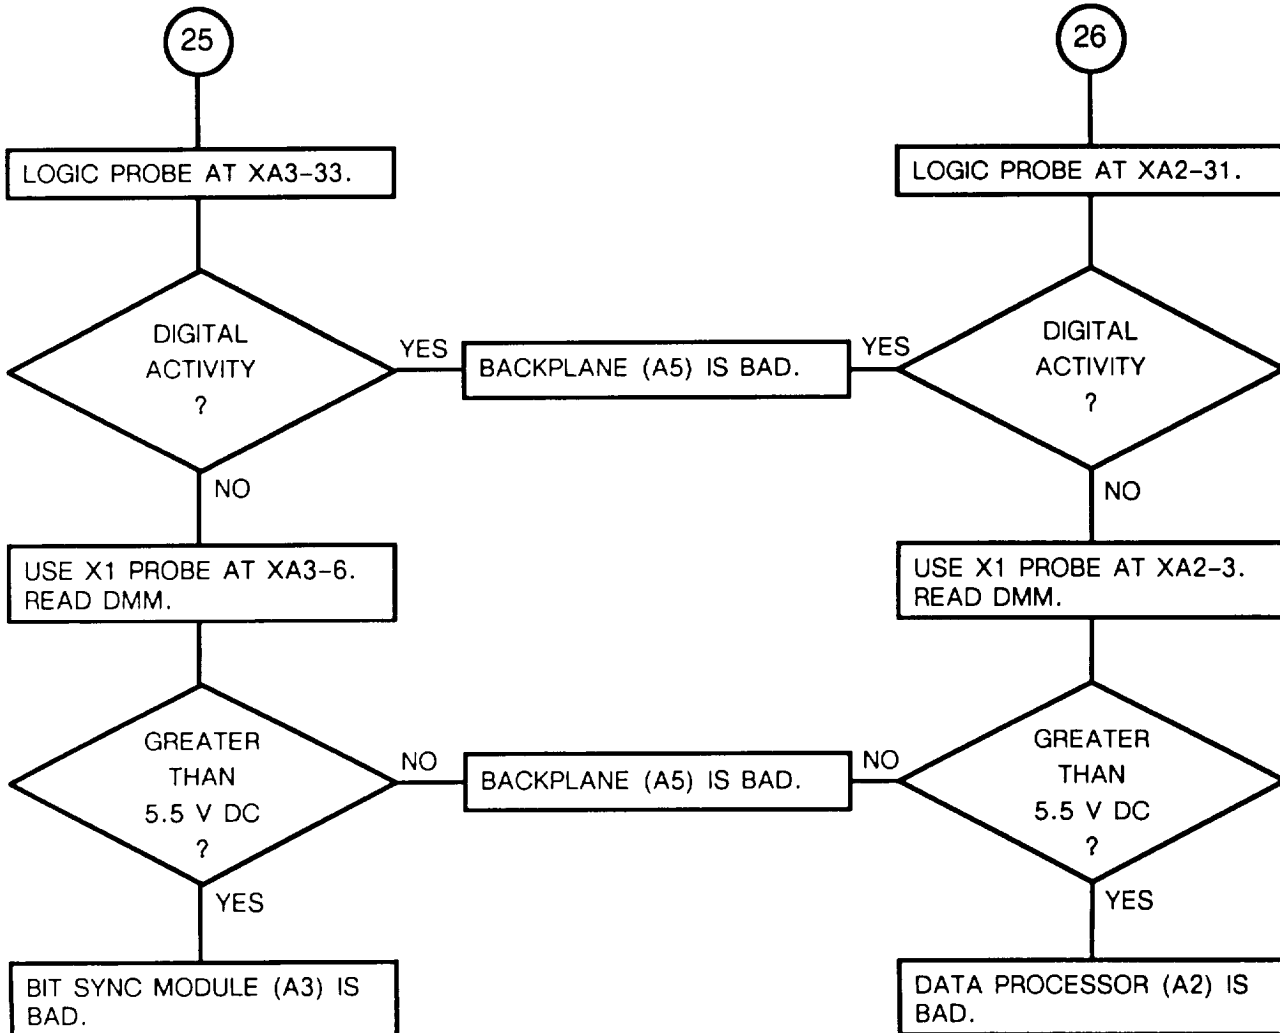 25
26
LOGIC PROBE AT XA3-33.
LOGIC PROBE AT XA2-31.
DIGITAL
ACTIVITY
?
YES
BACKPLANE (A5) IS BAD.
YES
DIGITAL
ACTIVITY
?
NO
NO
USE X1 PROBE AT XA3-6.
READ DMM.
USE X1 PROBE AT XA2-3.
READ DMM.
GREATER
THAN
5.5 V DC
?
NO
BACKPLANE (A5) IS BAD.
NO
GREATER
THAN
5.5 V DC
?
YES
YES
BIT SYNC MODULE (A3) IS
BAD.
DATA PROCESSOR (A2) IS
BAD.